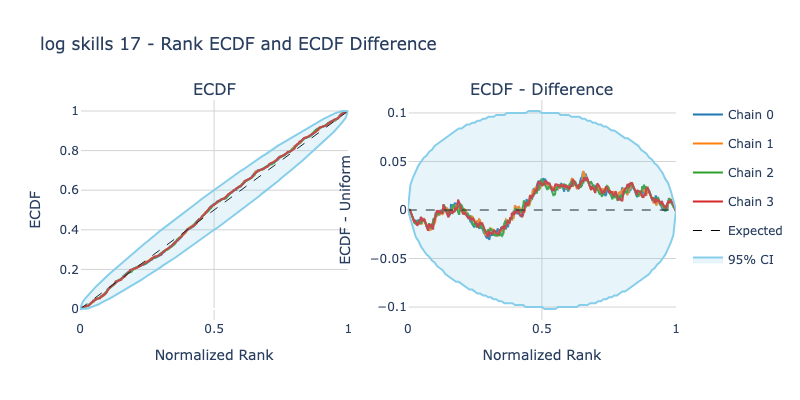 log skills 17 - Rank ECDF and ECDF Difference
ECDF
ECDF - Difference
ECDF
1
0.8
0.6
0.4
0.2
0
0
0.5
1
Normalized Rank
ECDF - Uniform
0.1
0.05
0
−0.05
−0.1
0
0.5
1
Normalized Rank
Chain 0
Chain 1
Chain 2
Chain 3
Expected
95% CI